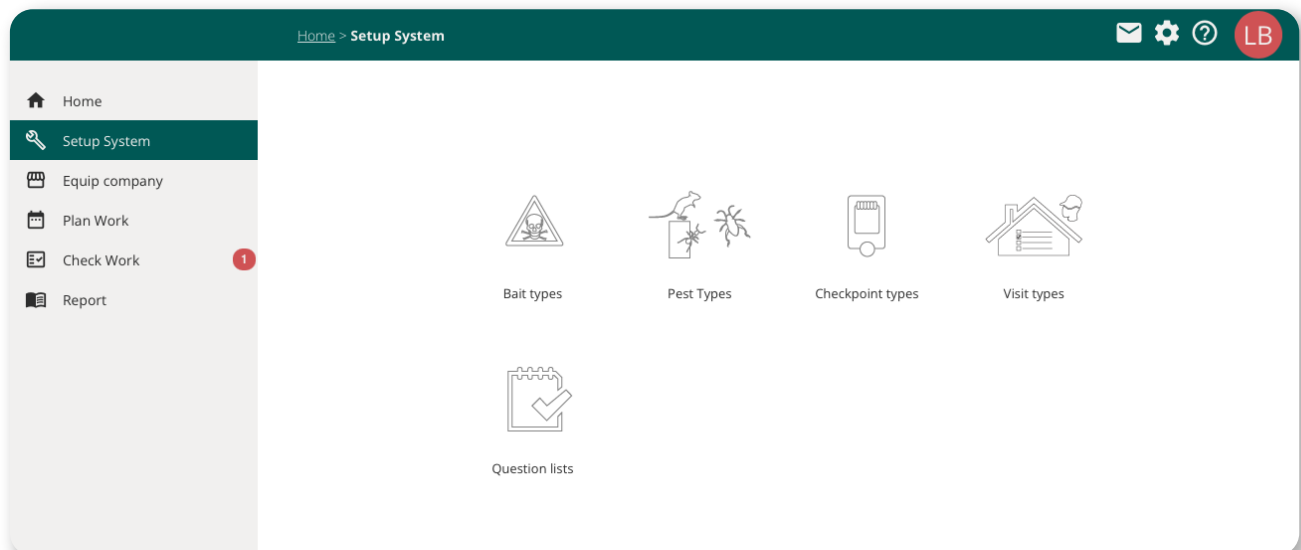 Home > Setup System
LB
Home
Setup System
Equip company
Plan Work
Check Work 1
Report
Bait types
Pest Types
Checkpoint types
Visit types
Question lists